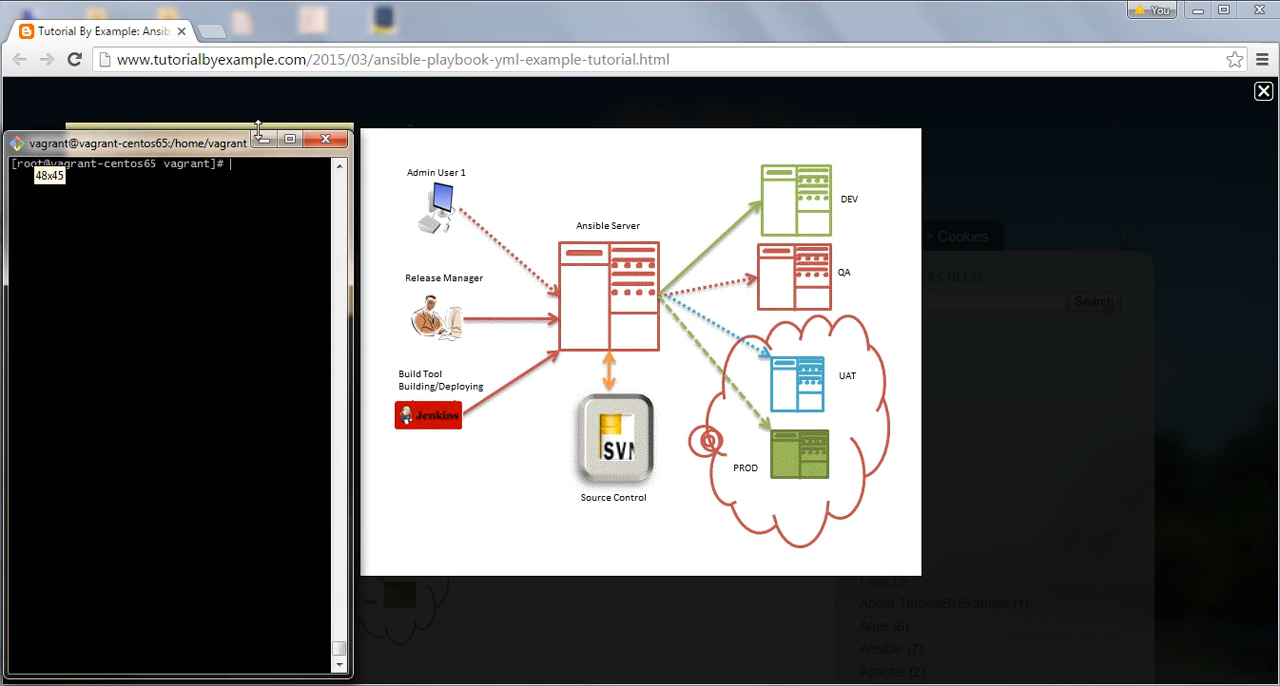 You
Tutorial By Example: Ansib
www.tutorialbyexample.com/2015/03/ansible-playbook-yml-example-tutorial.html
vagrant@vagrant-centos65:/home/vagrant
[root@vagrant-centos65 vagrant]#
48x45
Admin User 1
Release Manager
Build Tool
Building/Deploying
Jenkins
Ansible Server
SVN
Source Control
DEV
QA
UAT
PROD
> Cookies
BLOG
Search
About TutorialByExample (1)
Agile (6)
Ansible (7)
Apache (2)